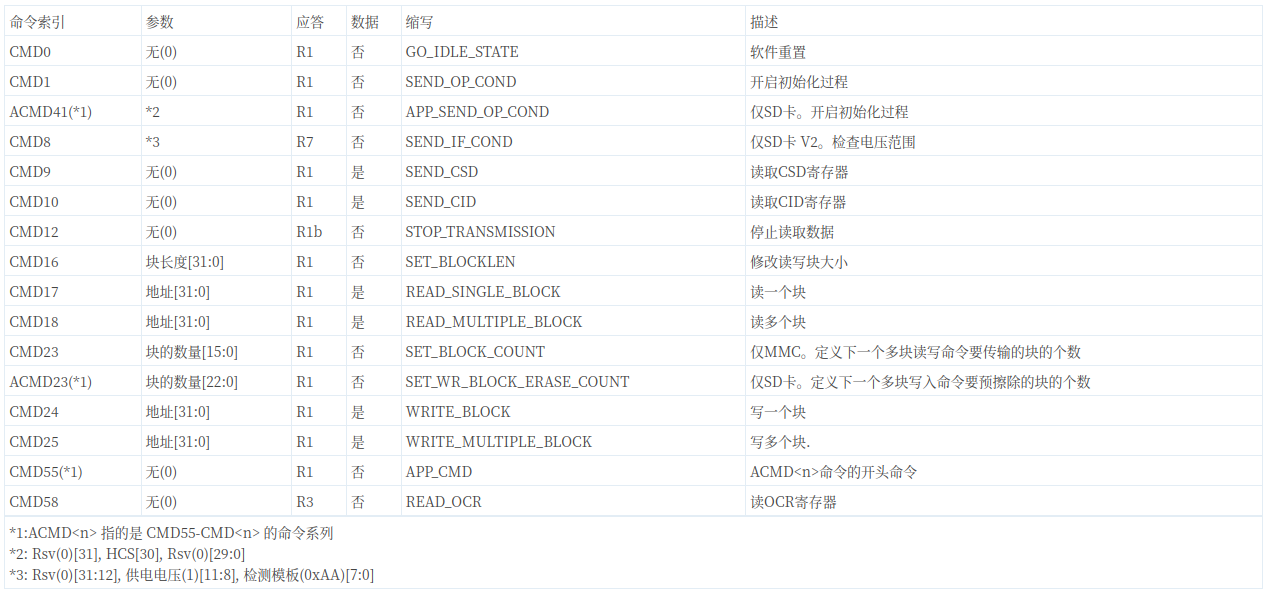 命令索引 参数 应答 数据 缩写 描述
CMD0 无(0) R1 否 GO_IDLE_STATE 软件重置
CMD1 无(0) R1 否 SEND_OP_COND 开启初始化过程
ACMD41(*1) *2 R1 否 APP_SEND_OP_COND 仅SD卡。开启初始化过程
CMD8 *3 R7 否 SEND_IF_COND 仅SD卡 V2。检查电压范围
CMD9 无(0) R1 是 SEND_CSD 读取CSD寄存器
CMD10 无(0) R1 是 SEND_CID 读取CID寄存器
CMD12 无(0) R1b 否 STOP_TRANSMISSION 停止读取数据
CMD16 块长度[31:0] R1 否 SET_BLOCKLEN 修改读写块大小
CMD17 地址[31:0] R1 是 READ_SINGLE_BLOCK 读一个块
CMD18 地址[31:0] R1 是 READ_MULTIPLE_BLOCK 读多个块
CMD23 块的数量[15:0] R1 否 SET_BLOCK_COUNT 仅MMC。定义下一个多块读写命令要传输的块的个数
ACMD23(*1) 块的数量[22:0] R1 否 SET_WR_BLOCK_ERASE_COUNT 仅SD卡。定义下一个多块写入命令要预擦除的块的个数
CMD24 地址[31:0] R1 是 WRITE_BLOCK 写一个块
CMD25 地址[31:0] R1 是 WRITE_MULTIPLE_BLOCK 写多个块.
CMD55(*1) 无(0) R1 否 APP_CMD ACMD<n>命令的开头命令
CMD58 无(0) R3 否 READ_OCR 读OCR寄存器
*1:ACMD<n> 指的是 CMD55-CMD<n> 的命令系列
*2: Rsv(0)[31], HCS[30], Rsv(0)[29:0]
*3: Rsv(0)[31:12], 供电电压(1)[11:8], 检测模板(0xAA)[7:0]